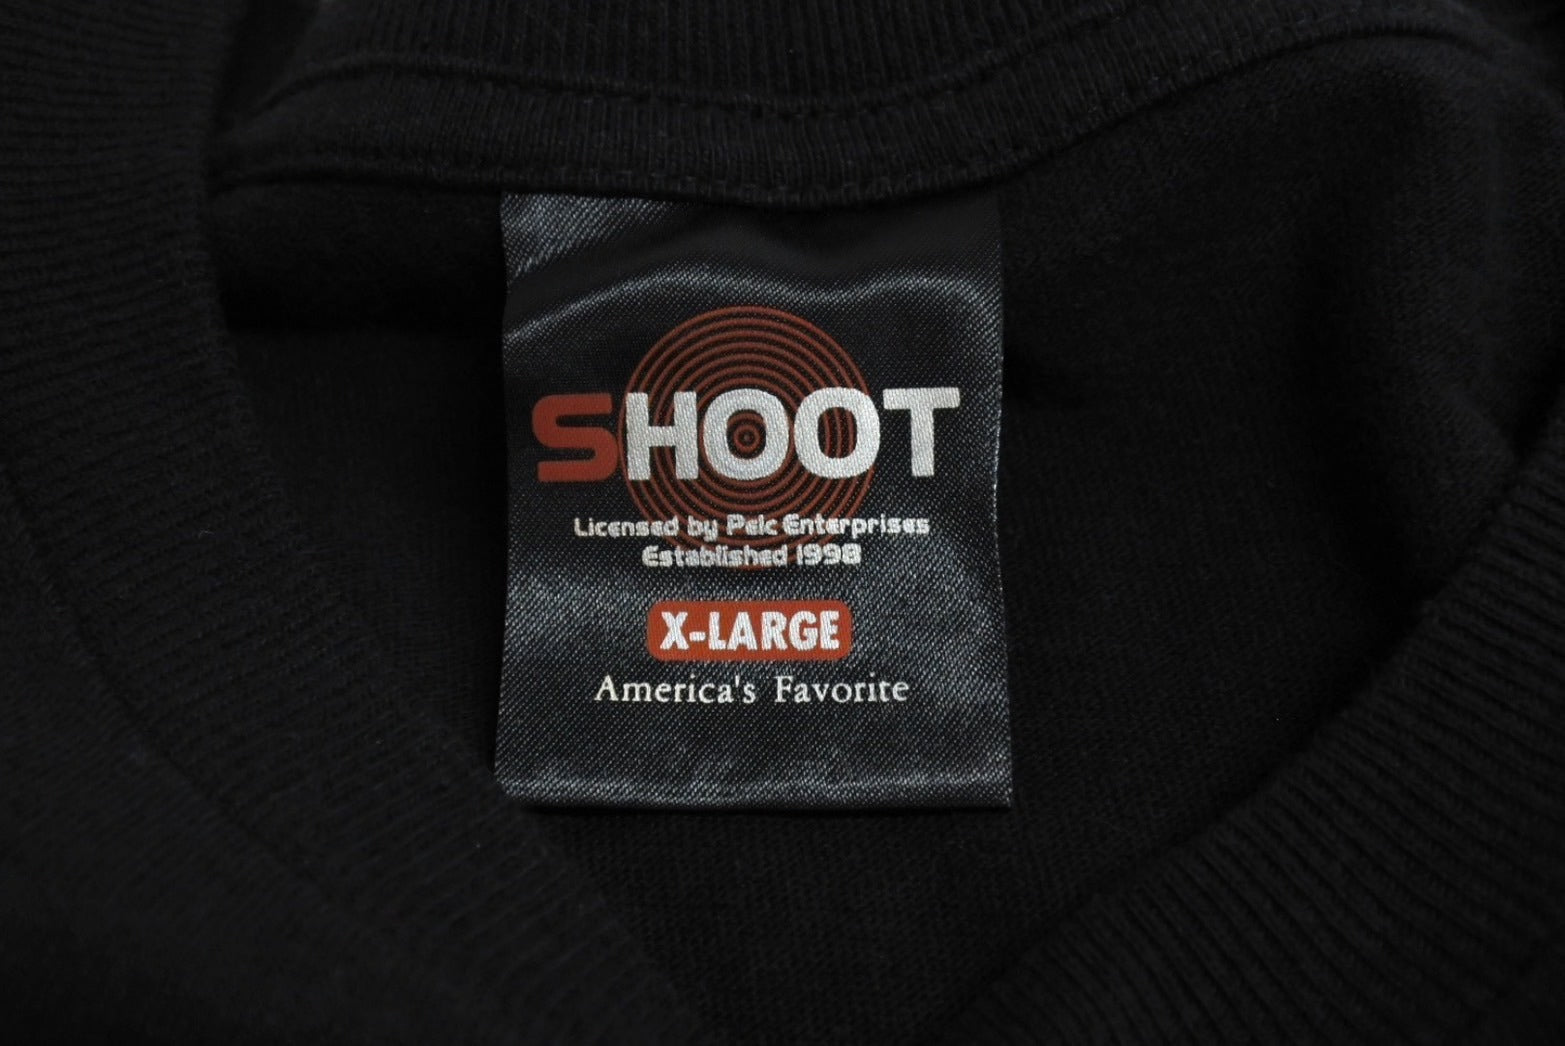 SHOOT
Licensed by Pelc Enterprises
Established 1998
X-LARGE
America's Favorite